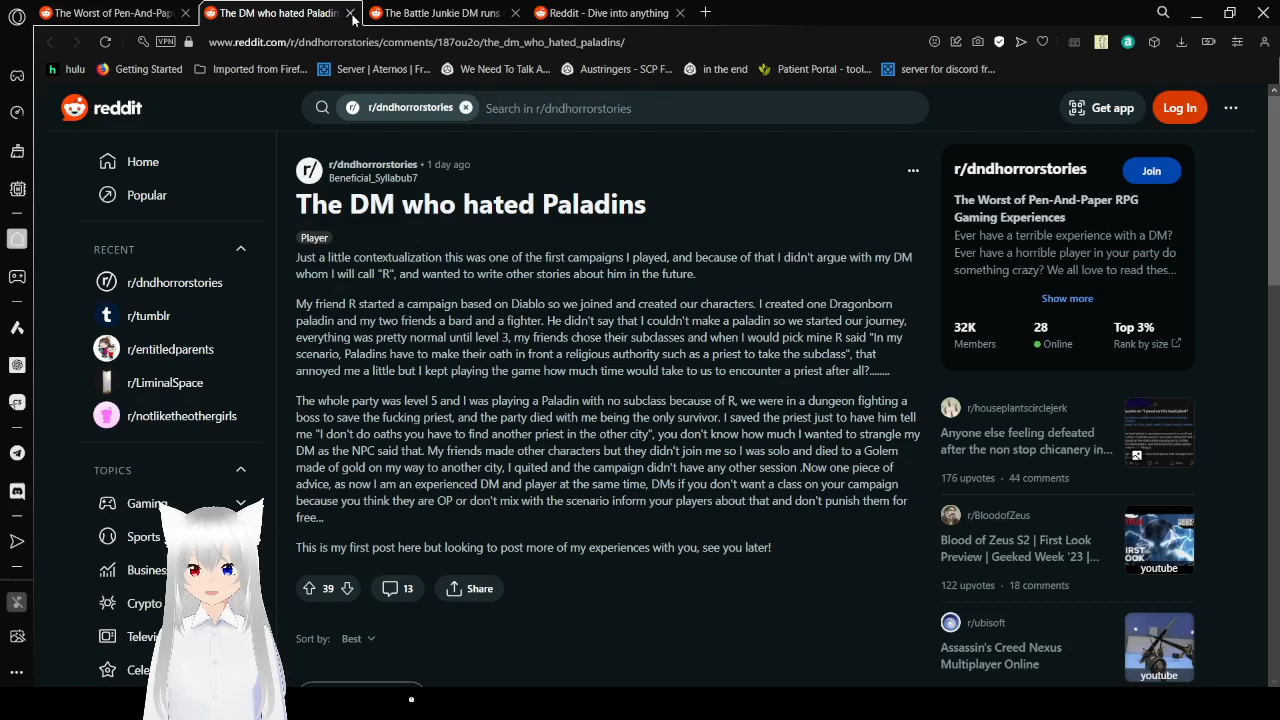 The Worst of Pen-And-Pape
The DM who hated Paladin
The Battle Junkie DM runs
Reddit - Dive into anything
VPN
www.reddit.com/r/dndhorrorstories/comments/187ou2o/the_dm_who_hated_paladins/
hulu
Getting Started
Imported from Firef...
Server | Aternos | Fr...
We Need To Talk A...
Austringers - SCP F...
in the end
Patient Portal - tool...
server for discord fr...
reddit
r/dndhorrorstories
Search in r/dndhorrorstories
Get app
Log In
Home
Popular
RECENT
r/dndhorrorstories
r/tumblr
r/entitledparents
r/LiminalSpace
r/notliketheothergirls
TOPICS
Gaming
Sports
Busines
Crypto
Televi
Cele
r/dndhorrorstories • 1 day ago
Beneficial_Syllabub7
The DM who hated Paladins
Player
Just a little contextualization this was one of the first campaigns I played, and because of that I didn't argue with my DM
whom I will call "R", and wanted to write other stories about him in the future.
My friend R started a campaign based on Diablo so we joined and created our characters. I created one Dragonborn
paladin and my two friends a bard and a fighter. He didn't say that I couldn't make a paladin so we started our journey,
everything was pretty normal until level 3, my friends chose their subclasses and when I would pick mine R said "In my
scenario, Paladins have to make their oath in front a religious authority such as a priest to take the subclass", that
annoyed me a little but I kept playing the game how much time would take to us to encounter a priest after all?........
The whole party was level 5 and I was playing a Paladin with no subclass because of R, we were in a dungeon fighting a
boss to save the fucking priest and the party died with me being the only survivor. I saved the priest just to have him tell
me "I don't do oaths you have to find another priest in the other city", you don't know how much I wanted to strangle my
DM as the NPC said that. My friends made new characters but they didn't join me so I was solo and died to a Golem
made of gold on my way to another city, I quited and the campaign didn't have any other session .Now one piece of
advice, as now I am an experienced DM and player at the same time, DMs if you don't want a class on your campaign
because you think they are OP or don't mix with the scenario inform your players about that and don't punish them for
free...
This is my first post here but looking to post more of my experiences with you, see you later!
39
13
Share
Sort by: Best
r/dndhorrorstories
Join
The Worst of Pen-And-Paper RPG
Gaming Experiences
Ever have a terrible experience with a DM?
Ever have a horrible player in your party do
something crazy? We all love to read thes...
Show more
32K
Members
28
Online
Top 3%
Rank by size
r/houseplantscirclejerk
Anyone else feeling defeated
after the non stop chicanery in...
176 upvotes · 44 comments
r/BloodofZeus
Blood of Zeus S2 | First Look
Preview | Geeked Week '23 |...
122 upvotes · 18 comments
youtube
r/ubisoft
Assassin's Creed Nexus
Multiplayer Online
youtube